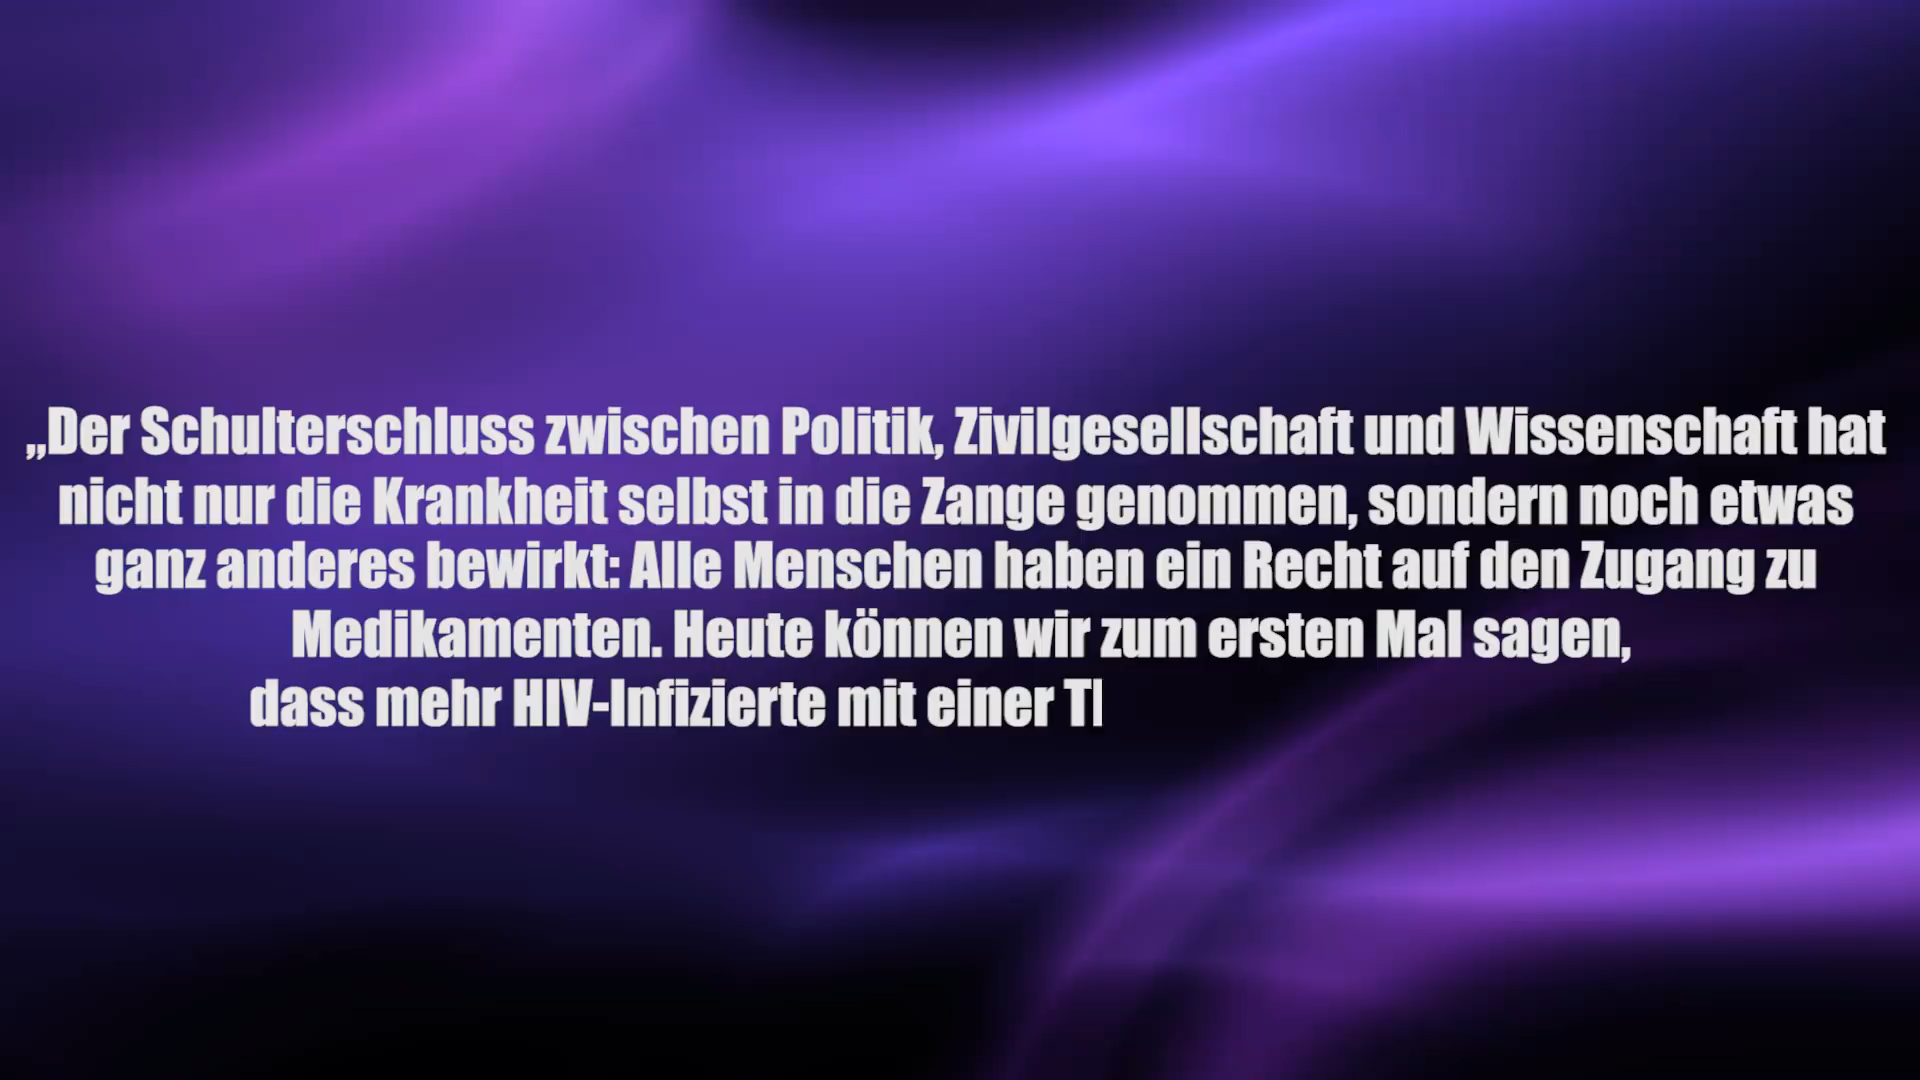 „Der Schulterschluss zwischen Politik, Zivilgesellschaft und Wissenschaft hat
nicht nur die Krankheit selbst in die Zange genommen, sondern noch etwas
ganz anderes bewirkt: Alle Menschen haben ein Recht auf den Zugang zu
Medikamenten. Heute können wir zum ersten Mal sagen,
dass mehr HIV-Infizierte mit einer